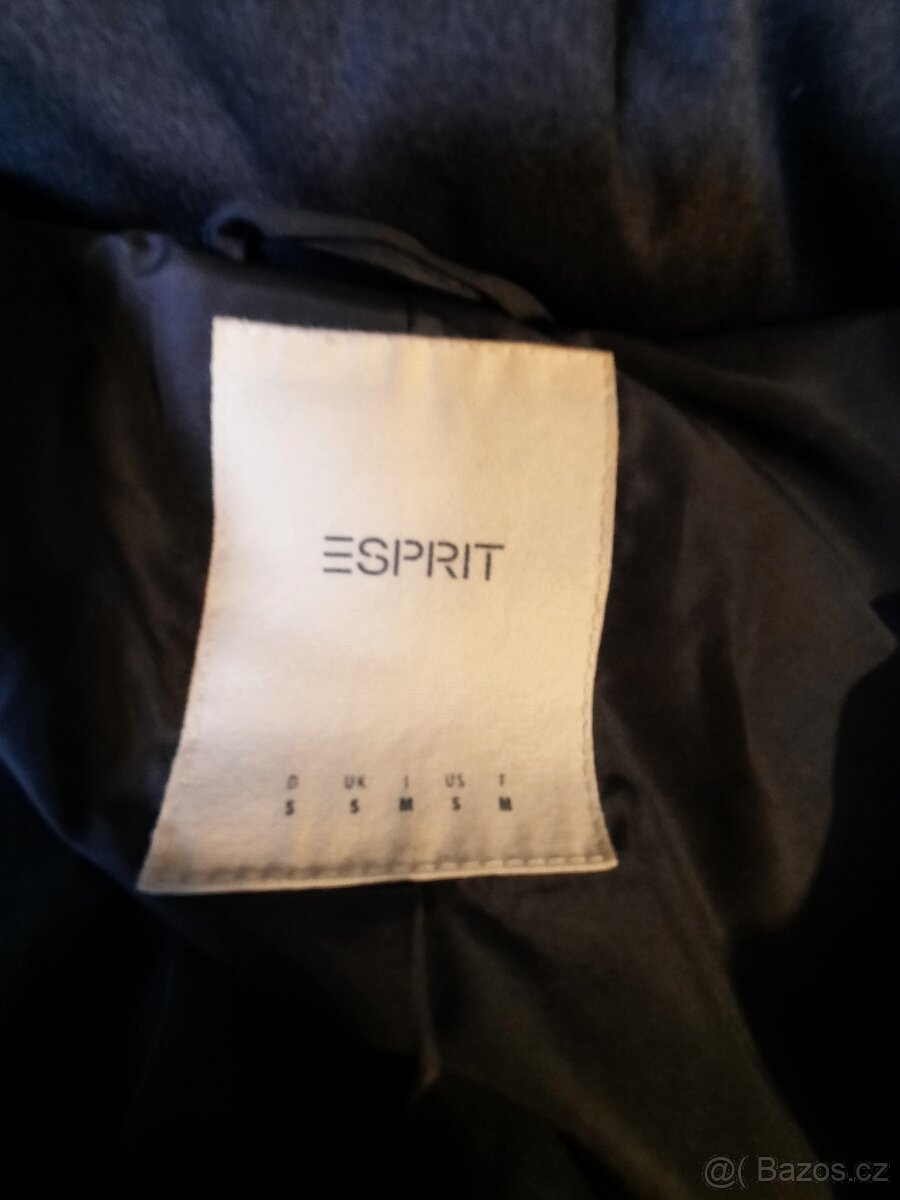 ESPRIT
D UK I US T
S S M S M
@( Bazos.cz